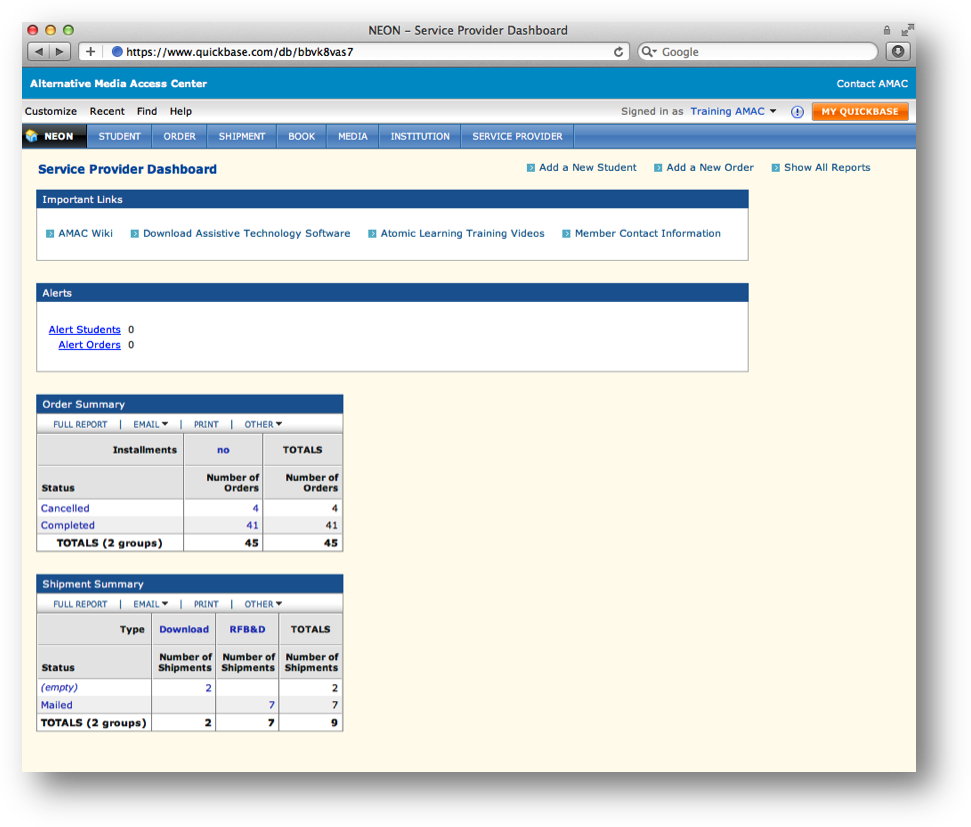 NEON – Service Provider Dashboard
https://www.quickbase.com/db/bbvk8vas7
Google
Alternative Media Access Center
Contact AMAC
Customize Recent Find Help
Signed in as Training AMAC
MY QUICKBASE
NEON STUDENT ORDER SHIPMENT BOOK MEDIA INSTITUTION SERVICE PROVIDER
Service Provider Dashboard
Add a New Student Add a New Order Show All Reports
Important Links
AMAC Wiki Download Assistive Technology Software Atomic Learning Training Videos Member Contact Information
Alerts
Alert Students 0
Alert Orders 0
Order Summary
FULL REPORT | EMAIL | PRINT | OTHER
Installments no TOTALS
Status Number of Orders Number of Orders
Cancelled 4 4
Completed 41 41
TOTALS (2 groups) 45 45
Shipment Summary
FULL REPORT | EMAIL | PRINT | OTHER
Type Download RFB&D TOTALS
Status Number of Shipments Number of Shipments Number of Shipments
(empty) 2 2
Mailed 7 7
TOTALS (2 groups) 2 7 9